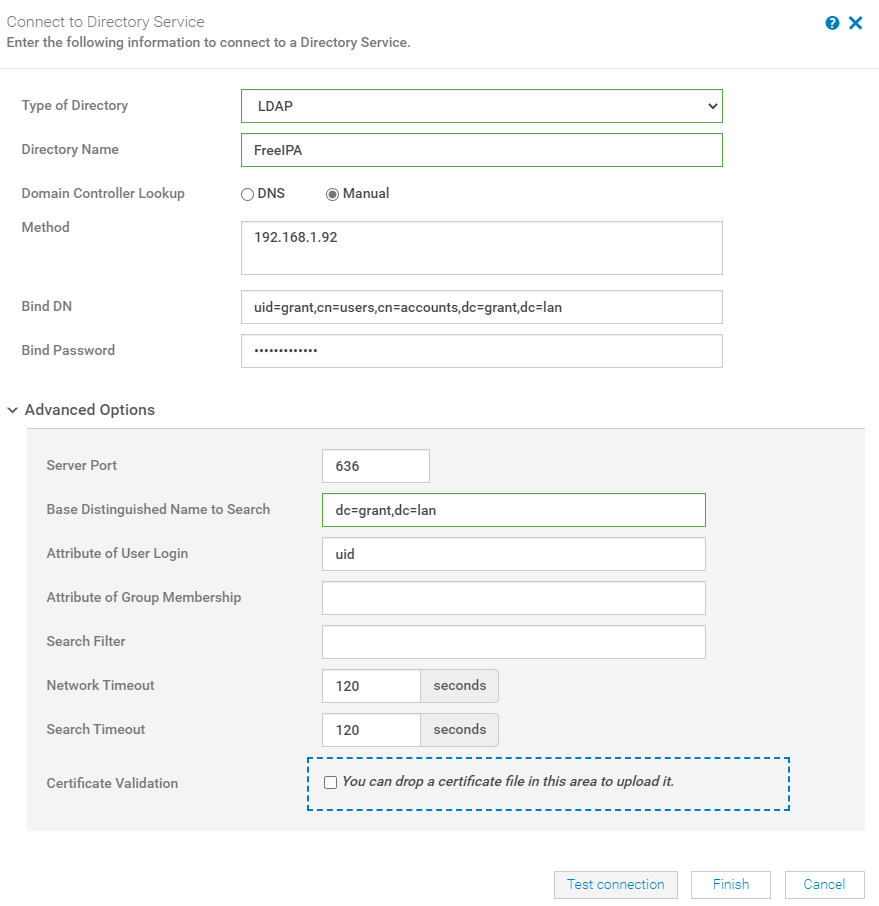 Connect to Directory Service
Enter the following information to connect to a Directory Service.
Type of Directory
LDAP
Directory Name
FreeIPA
Domain Controller Lookup
DNS
Manual
Method
192.168.1.92
Bind DN
uid=grant,cn=users,cn=accounts,dc=grant,dc=lan
Bind Password
•••••••••••••
Advanced Options
Server Port
636
Base Distinguished Name to Search
dc=grant,dc=lan
Attribute of User Login
uid
Attribute of Group Membership
Search Filter
Network Timeout
120 seconds
Search Timeout
120 seconds
Certificate Validation
You can drop a certificate file in this area to upload it.
Test connection
Finish
Cancel